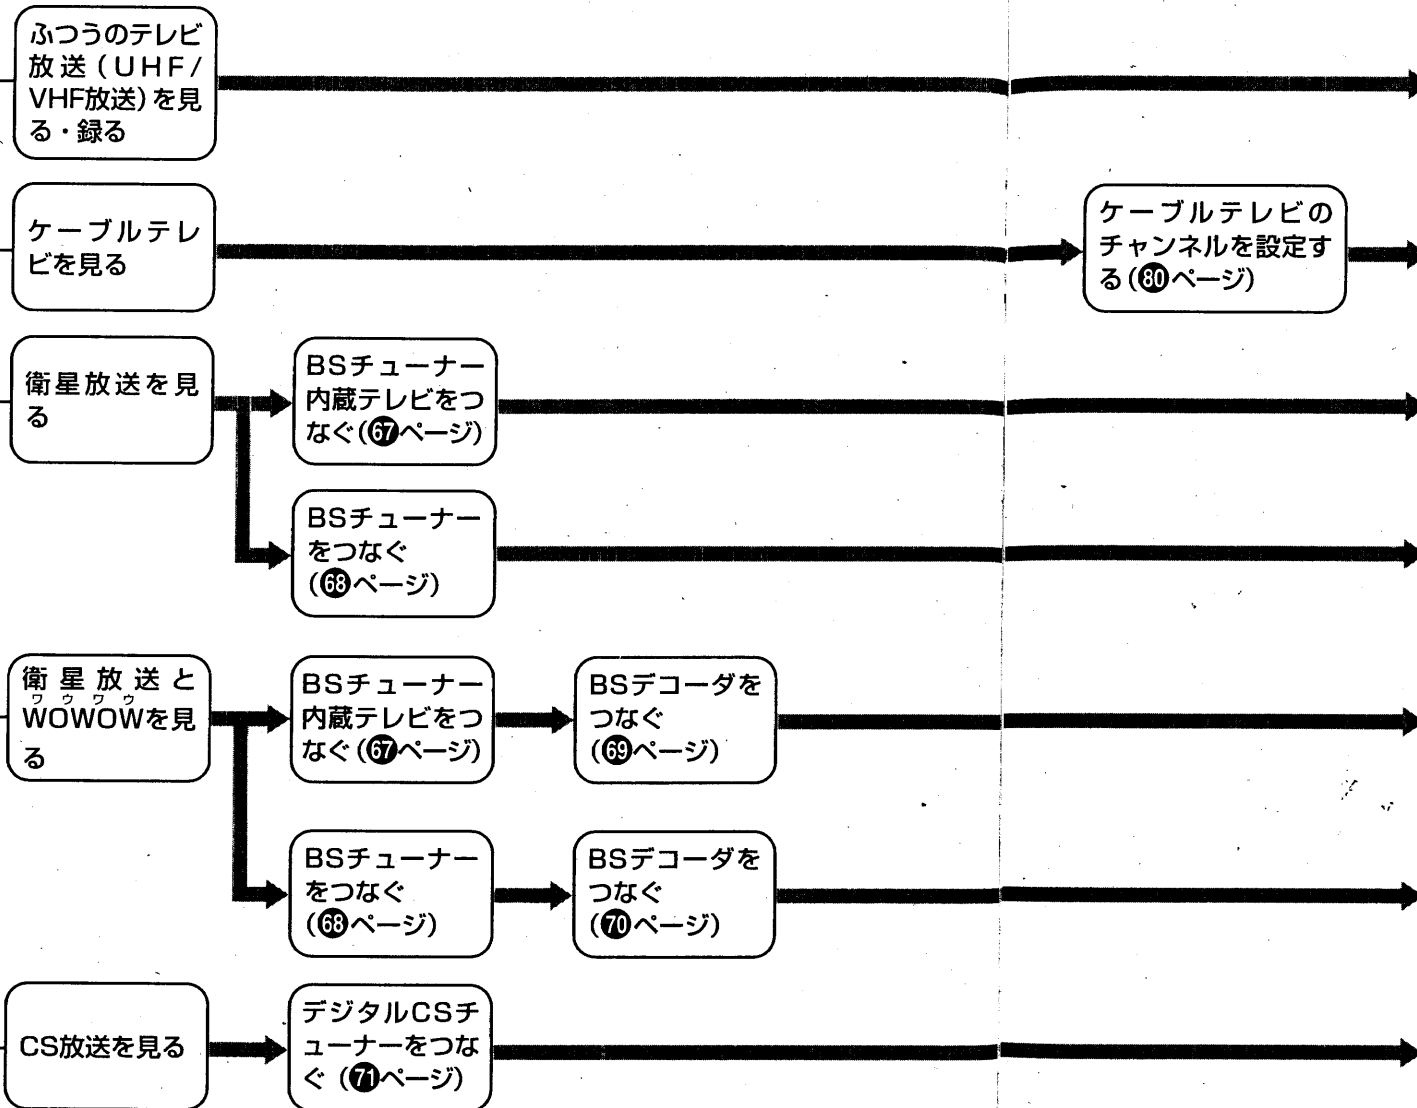 ふつうのテレビ
放送(UHF/
VHF放送)を見
る・録る
ケーブルテレ
ビを見る
ケーブルテレビの
チャンネルを設定す
る(80ページ)
衛星放送を見
る
BSチューナー
内蔵テレビをつ
なぐ(67ページ)
BSチューナー
をつなぐ
(68ページ)
衛星放送と
ワウワウ
WOWOWを見
る
BSチューナー
内蔵テレビをつ
なぐ(67ページ)
BSデコーダを
つなぐ
(69ページ)
BSチューナー
をつなぐ
(68ページ)
BSデコーダを
つなぐ
(70ページ)
CS放送を見る
デジタルCSチ
ューナーをつな
ぐ(71ページ)